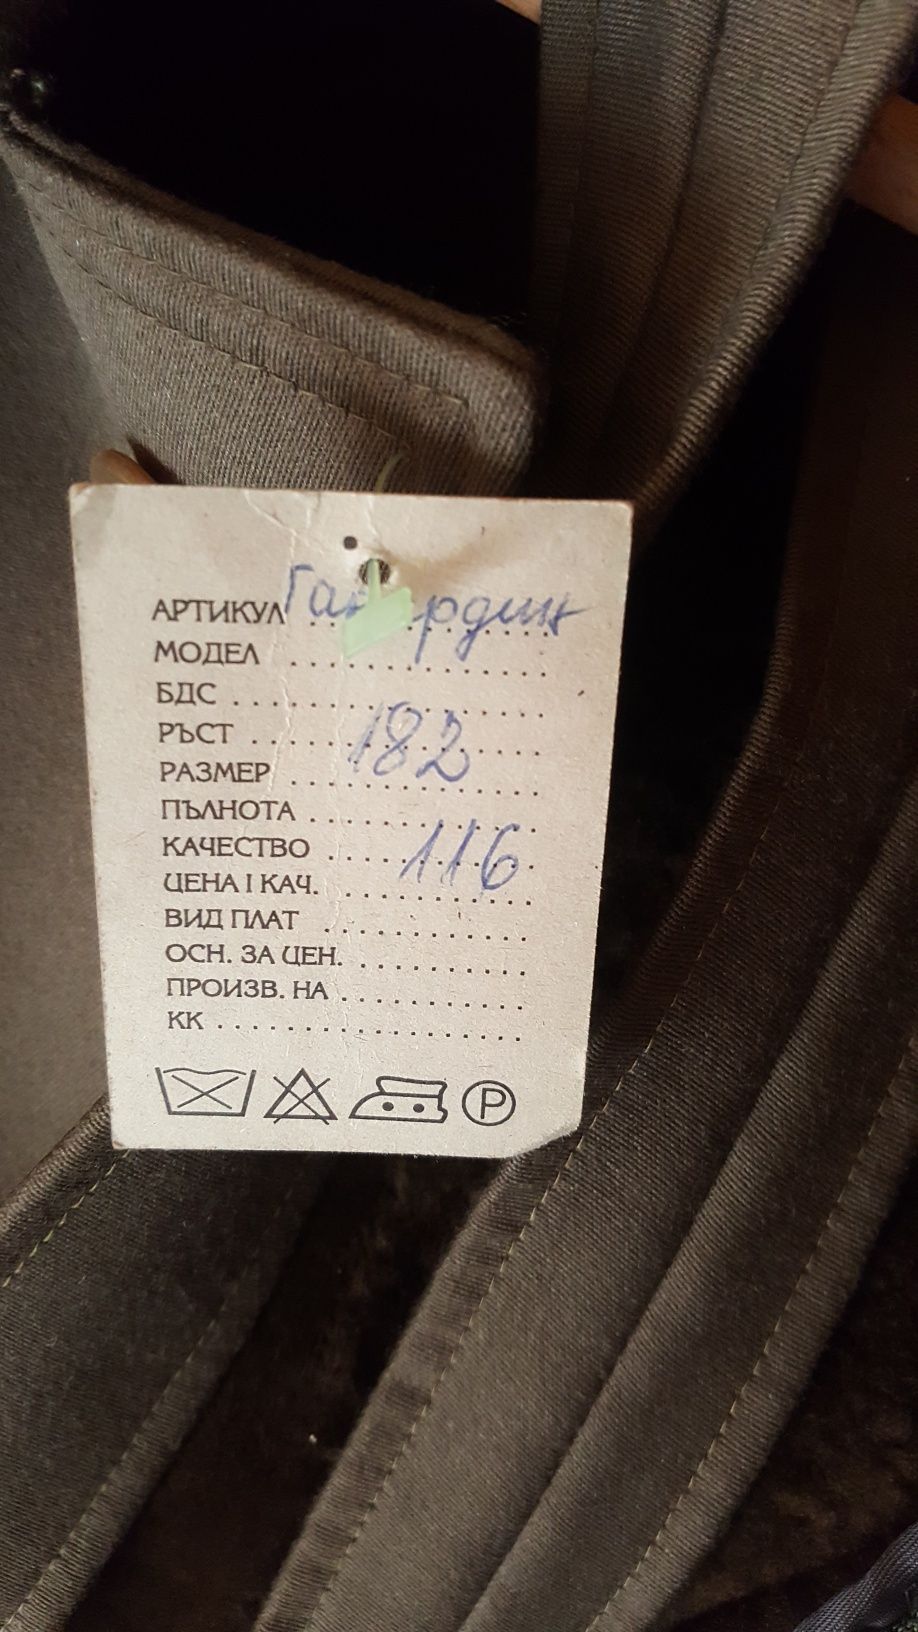 АРТИКУЛ Габардин
МОДЕЛ
БДС
РЪСТ 182
РАЗМЕР
ПЪЛНОТА
КАЧЕСТВО 116
ЦЕНА I КАЧ.
ВИД ПЛАТ
ОСН. ЗА ЦЕН.
ПРОИЗВ. НА
КК
P